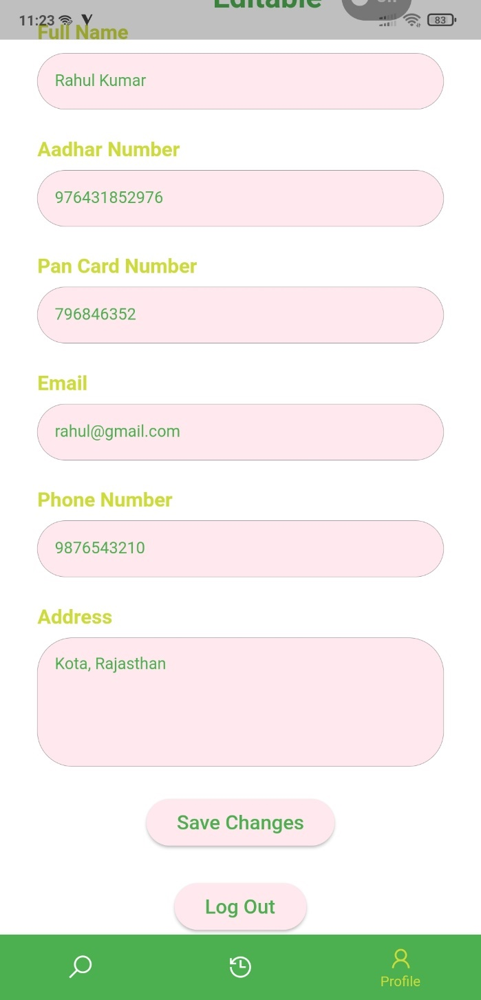 Editable
11:23
83
Full Name
Rahul Kumar
Aadhar Number
976431852976
Pan Card Number
796846352
Email
rahul@gmail.com
Phone Number
9876543210
Address
Kota, Rajasthan
Save Changes
Log Out
Profile